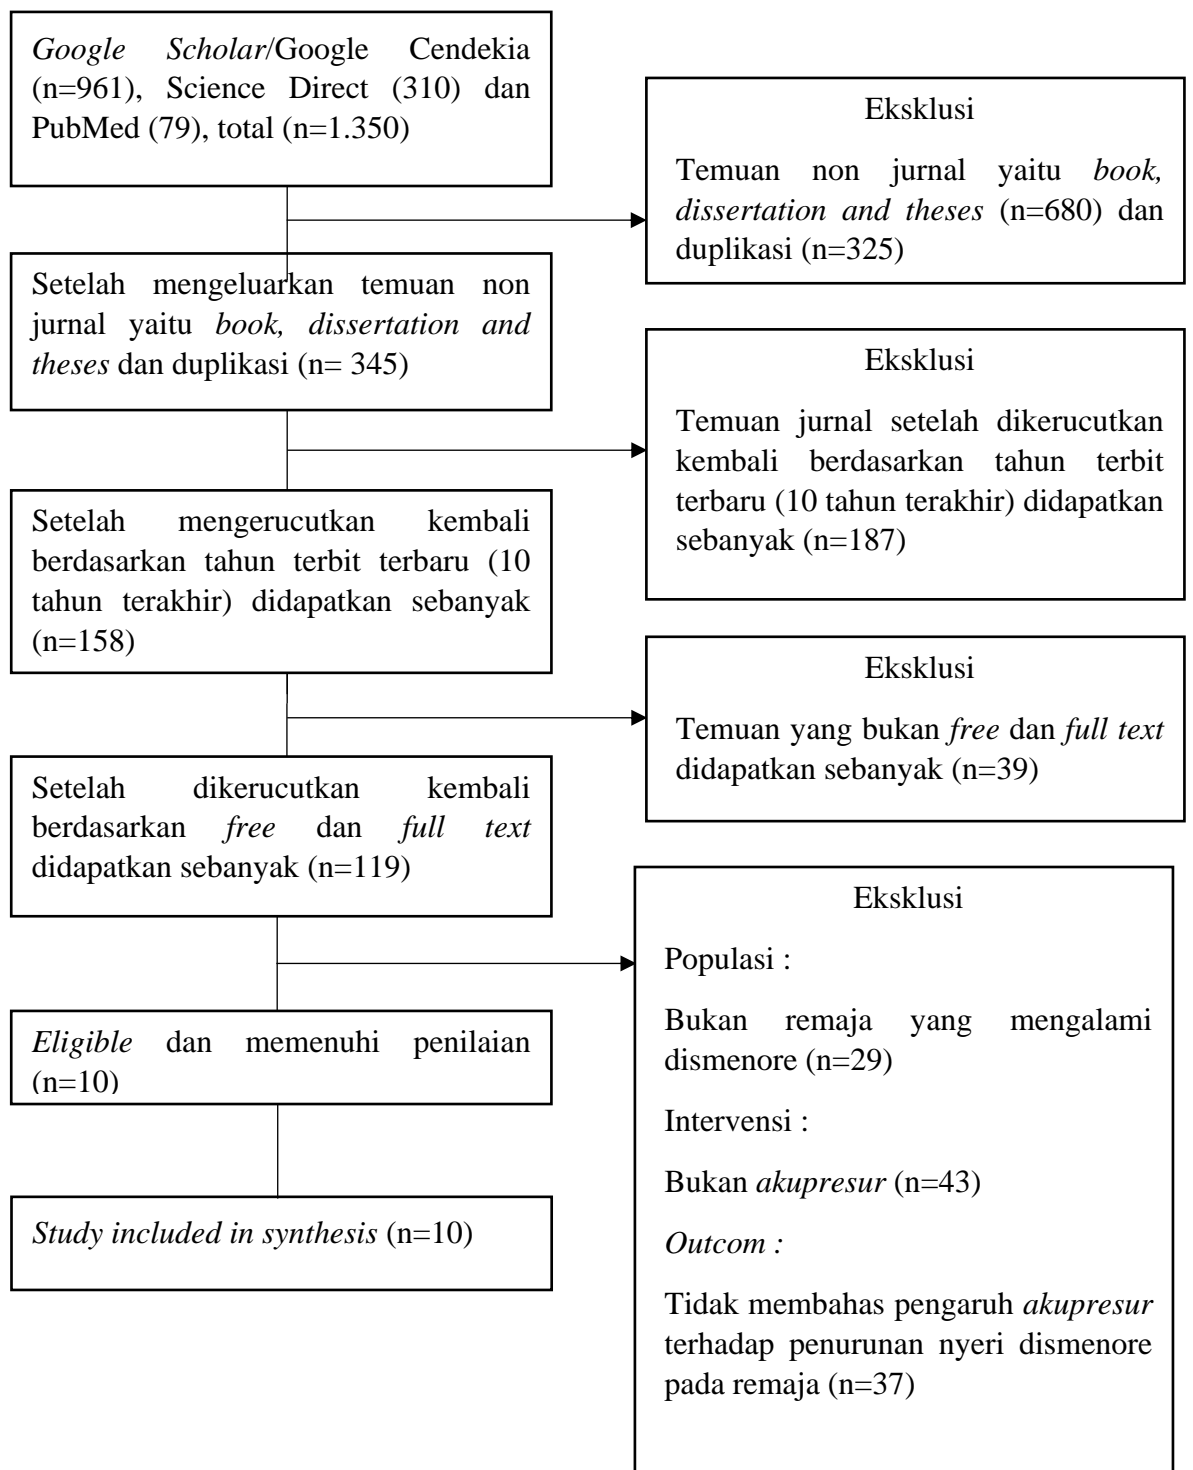 Google Scholar/Google Cendekia
(n=961), Science Direct (310) dan
PubMed (79), total (n=1.350)
Eksklusi
Temuan non jurnal yaitu book,
dissertation and theses (n=680) dan
duplikasi (n=325)
Setelah mengeluarkan temuan non
jurnal yaitu book, dissertation and
theses dan duplikasi (n= 345)
Eksklusi
Temuan jurnal setelah dikerucutkan
kembali berdasarkan tahun terbit
terbaru (10 tahun terakhir) didapatkan
sebanyak (n=187)
Setelah mengerucutkan kembali
berdasarkan tahun terbit terbaru (10
tahun terakhir) didapatkan sebanyak
(n=158)
Eksklusi
Temuan yang bukan free dan full text
didapatkan sebanyak (n=39)
Setelah dikerucutkan kembali
berdasarkan free dan full text
didapatkan sebanyak (n=119)
Eksklusi
Populasi :
Bukan remaja yang mengalami
dismenore (n=29)
Intervensi :
Bukan akupresur (n=43)
Outcom :
Tidak membahas pengaruh akupresur
terhadap penurunan nyeri dismenore
pada remaja (n=37)
Eligible dan memenuhi penilaian
(n=10)
Study included in synthesis (n=10)